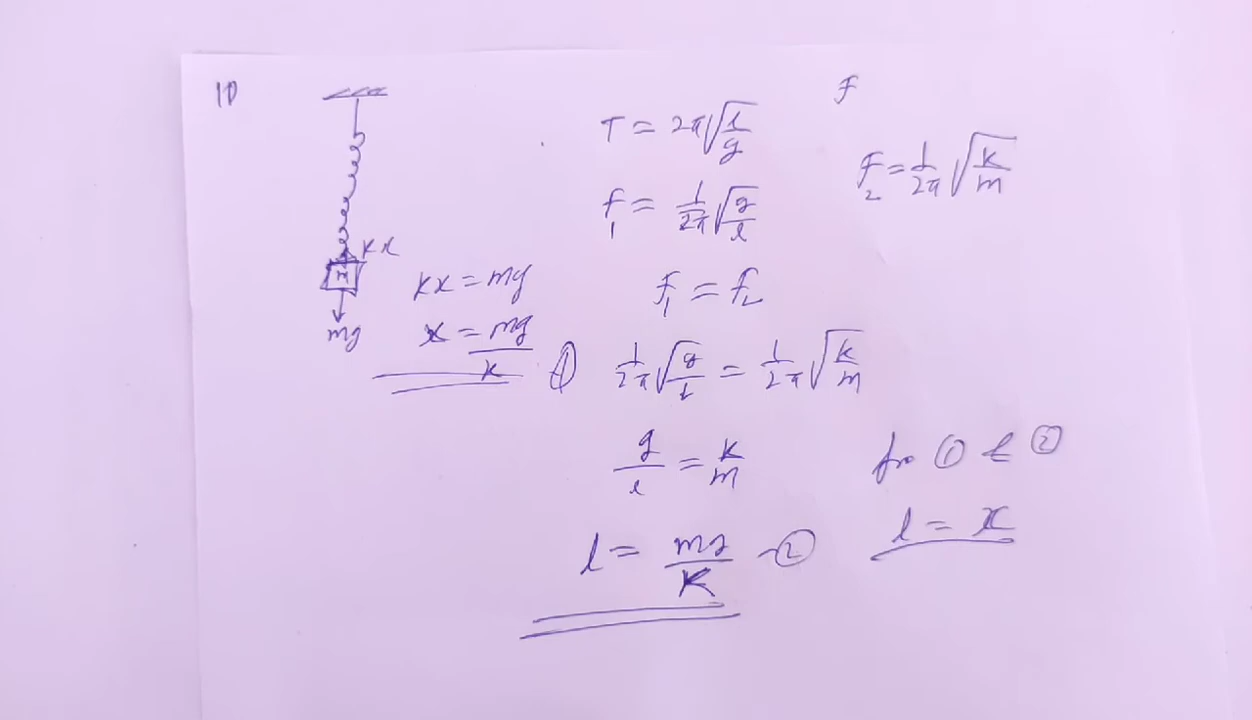 10
kx
mg
kx = mg
x = mg/k ①
T = 2π√(l/g)
f₁ = 1/2π √(g/l)
f₁ = f₂
1/2π √(g/l) = 1/2π √(k/m)
g/l = k/m
l = mg/K -②
F
F₂ = 1/2π √(k/m)
fro ① & ②
l = x